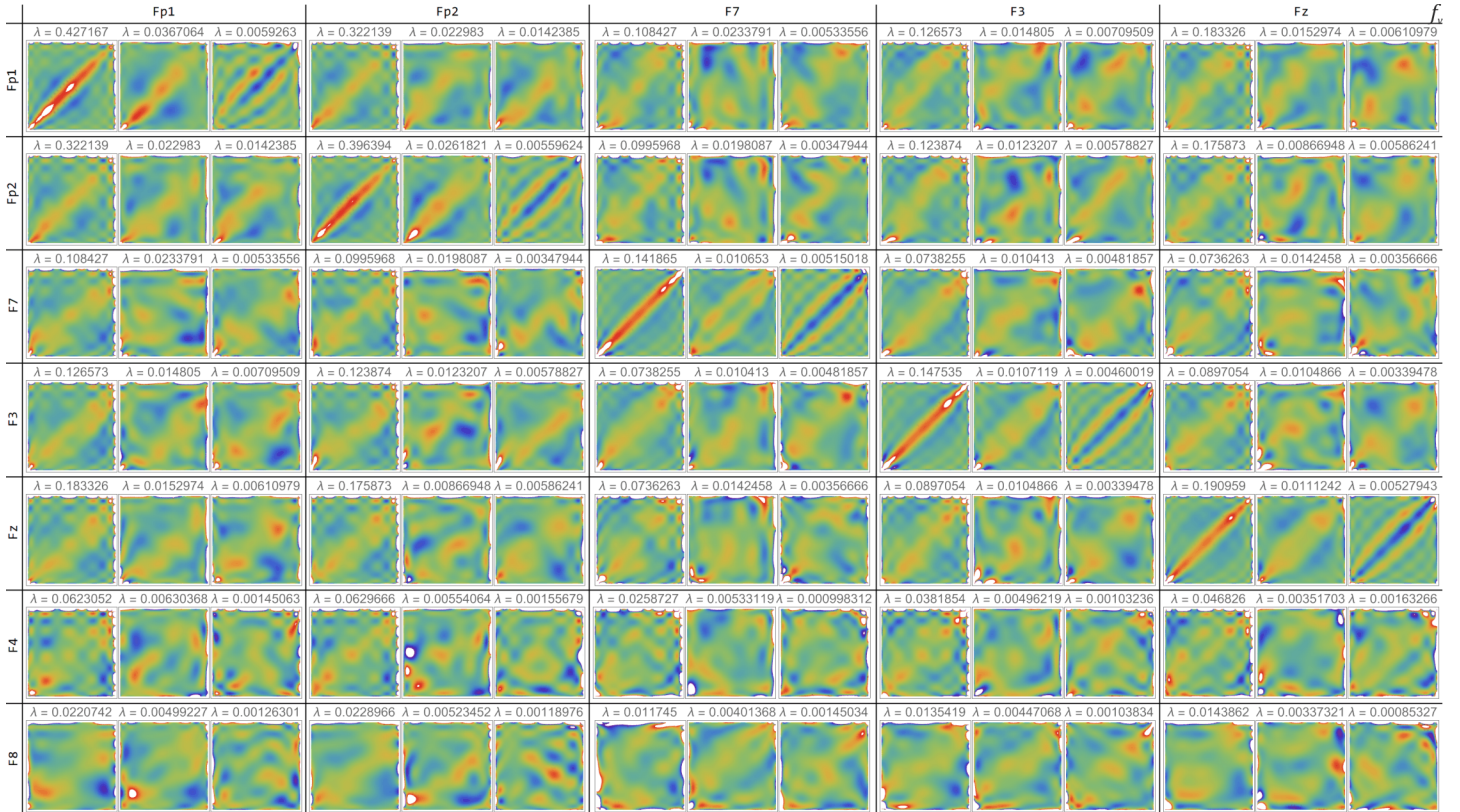 Fp1 Fp2 F7 F3 Fz f_v
Fp1
λ = 0.427167 λ = 0.0367064 λ = 0.0059263 λ = 0.322139 λ = 0.022983 λ = 0.0142385 λ = 0.108427 λ = 0.0233791 λ = 0.00533556 λ = 0.126573 λ = 0.014805 λ = 0.00709509 λ = 0.183326 λ = 0.0152974 λ = 0.00610979
Fp2
λ = 0.322139 λ = 0.022983 λ = 0.0142385 λ = 0.396394 λ = 0.0261821 λ = 0.00559624 λ = 0.0995968 λ = 0.0198087 λ = 0.00347944 λ = 0.123874 λ = 0.0123207 λ = 0.00578827 λ = 0.175873 λ = 0.00866948 λ = 0.00586241
F7
λ = 0.108427 λ = 0.0233791 λ = 0.00533556 λ = 0.0995968 λ = 0.0198087 λ = 0.00347944 λ = 0.141865 λ = 0.010653 λ = 0.00515018 λ = 0.0738255 λ = 0.010413 λ = 0.00481857 λ = 0.0736263 λ = 0.0142458 λ = 0.00356666
F3
λ = 0.126573 λ = 0.014805 λ = 0.00709509 λ = 0.123874 λ = 0.0123207 λ = 0.00578827 λ = 0.0738255 λ = 0.010413 λ = 0.00481857 λ = 0.147535 λ = 0.0107119 λ = 0.00460019 λ = 0.0897054 λ = 0.0104866 λ = 0.00339478
Fz
λ = 0.183326 λ = 0.0152974 λ = 0.00610979 λ = 0.175873 λ = 0.00866948 λ = 0.00586241 λ = 0.0736263 λ = 0.0142458 λ = 0.00356666 λ = 0.0897054 λ = 0.0104866 λ = 0.00339478 λ = 0.190959 λ = 0.0111242 λ = 0.00527943
F4
λ = 0.0623052 λ = 0.00630368 λ = 0.00145063 λ = 0.0629666 λ = 0.00554064 λ = 0.00155679 λ = 0.0258727 λ = 0.00533119 λ = 0.000998312 λ = 0.0381854 λ = 0.00496219 λ = 0.00103236 λ = 0.046826 λ = 0.00351703 λ = 0.00163266
F8
λ = 0.0220742 λ = 0.00499227 λ = 0.00126301 λ = 0.0228966 λ = 0.00523452 λ = 0.00118976 λ = 0.011745 λ = 0.00401368 λ = 0.00145034 λ = 0.0135419 λ = 0.00447068 λ = 0.00103834 λ = 0.0143862 λ = 0.00337321 λ = 0.00085327